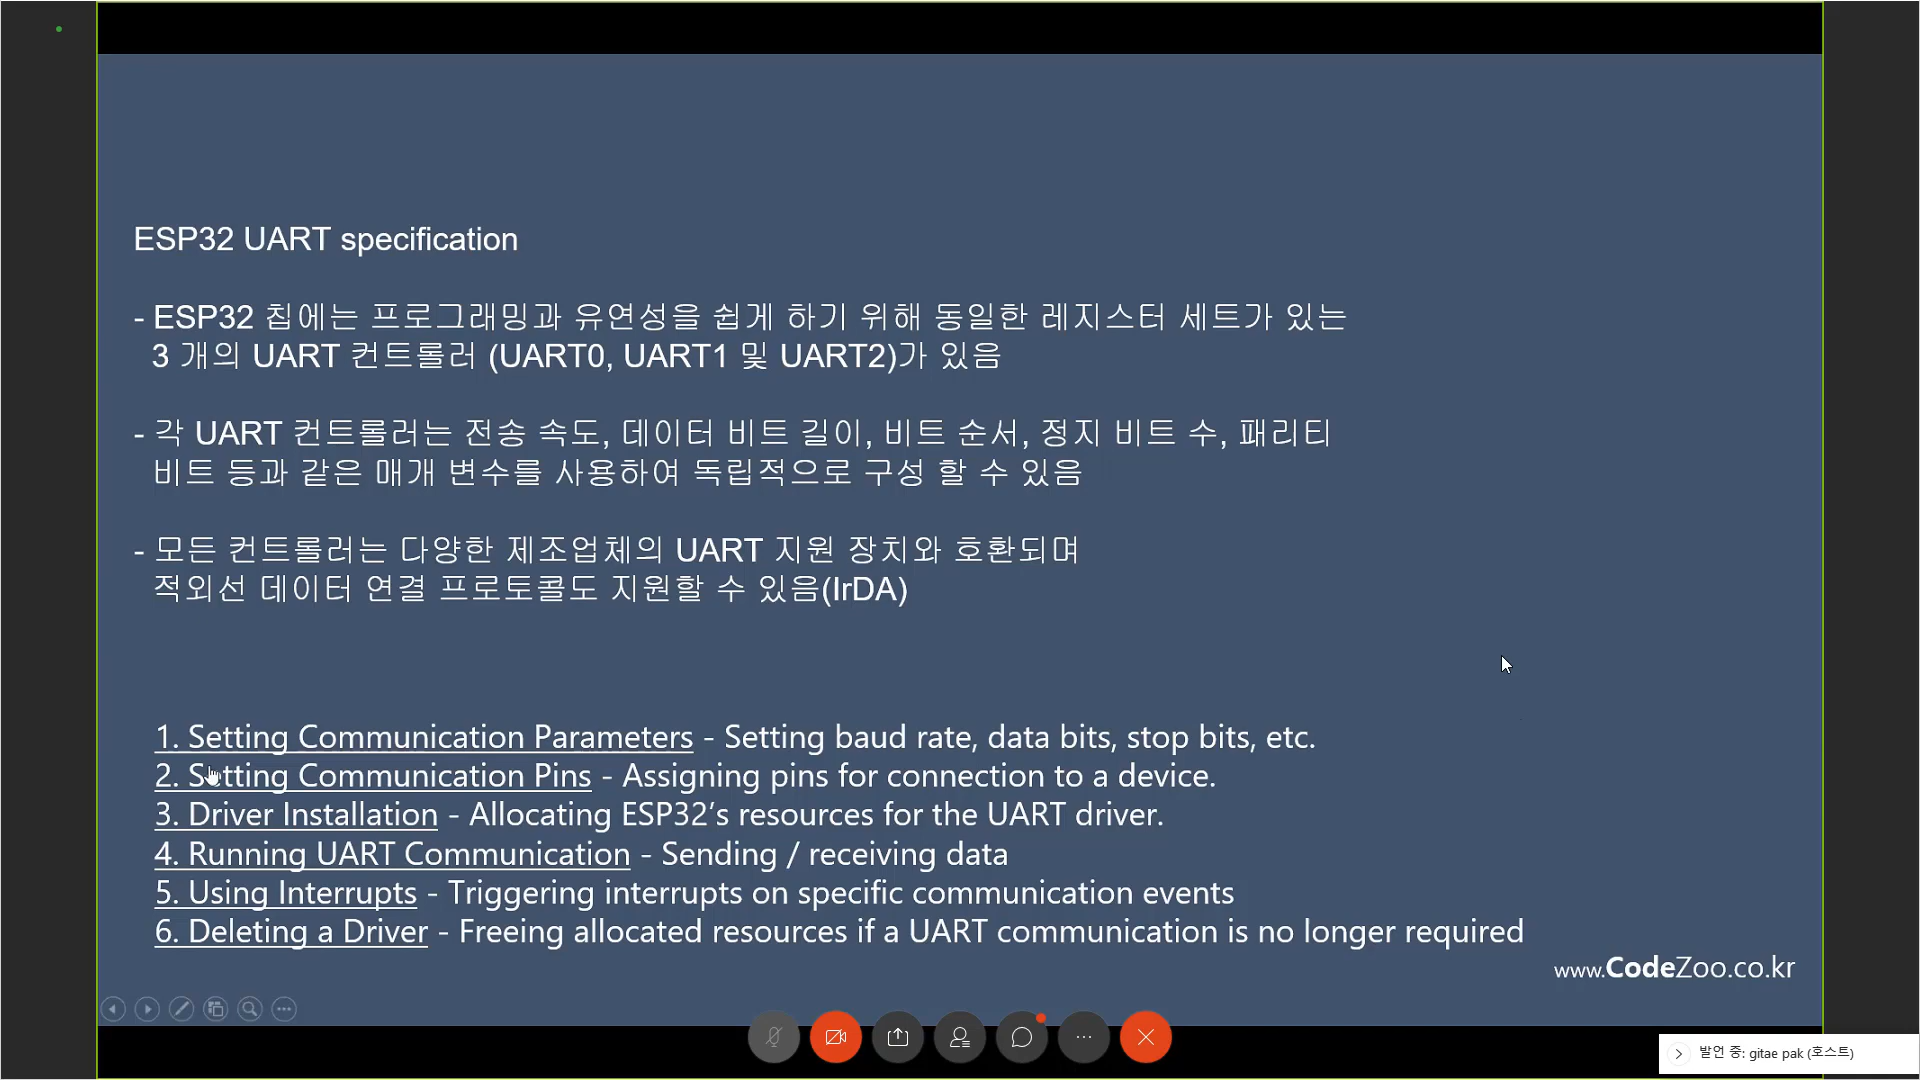 ESP32 UART specification
- ESP32 칩에는 프로그래밍과 유연성을 쉽게 하기 위해 동일한 레지스터 세트가 있는
3 개의 UART 컨트롤러 (UART0, UART1 및 UART2)가 있음
- 각 UART 컨트롤러는 전송 속도, 데이터 비트 길이, 비트 순서, 정지 비트 수, 패리티
비트 등과 같은 매개 변수를 사용하여 독립적으로 구성 할 수 있음
- 모든 컨트롤러는 다양한 제조업체의 UART 지원 장치와 호환되며
적외선 데이터 연결 프로토콜도 지원할 수 있음(IrDA)
1. Setting Communication Parameters - Setting baud rate, data bits, stop bits, etc.
2. Setting Communication Pins - Assigning pins for connection to a device.
3. Driver Installation - Allocating ESP32’s resources for the UART driver.
4. Running UART Communication - Sending / receiving data
5. Using Interrupts - Triggering interrupts on specific communication events
6. Deleting a Driver - Freeing allocated resources if a UART communication is no longer required
www.CodeZoo.co.kr
발언 중: gitae pak (호스트)